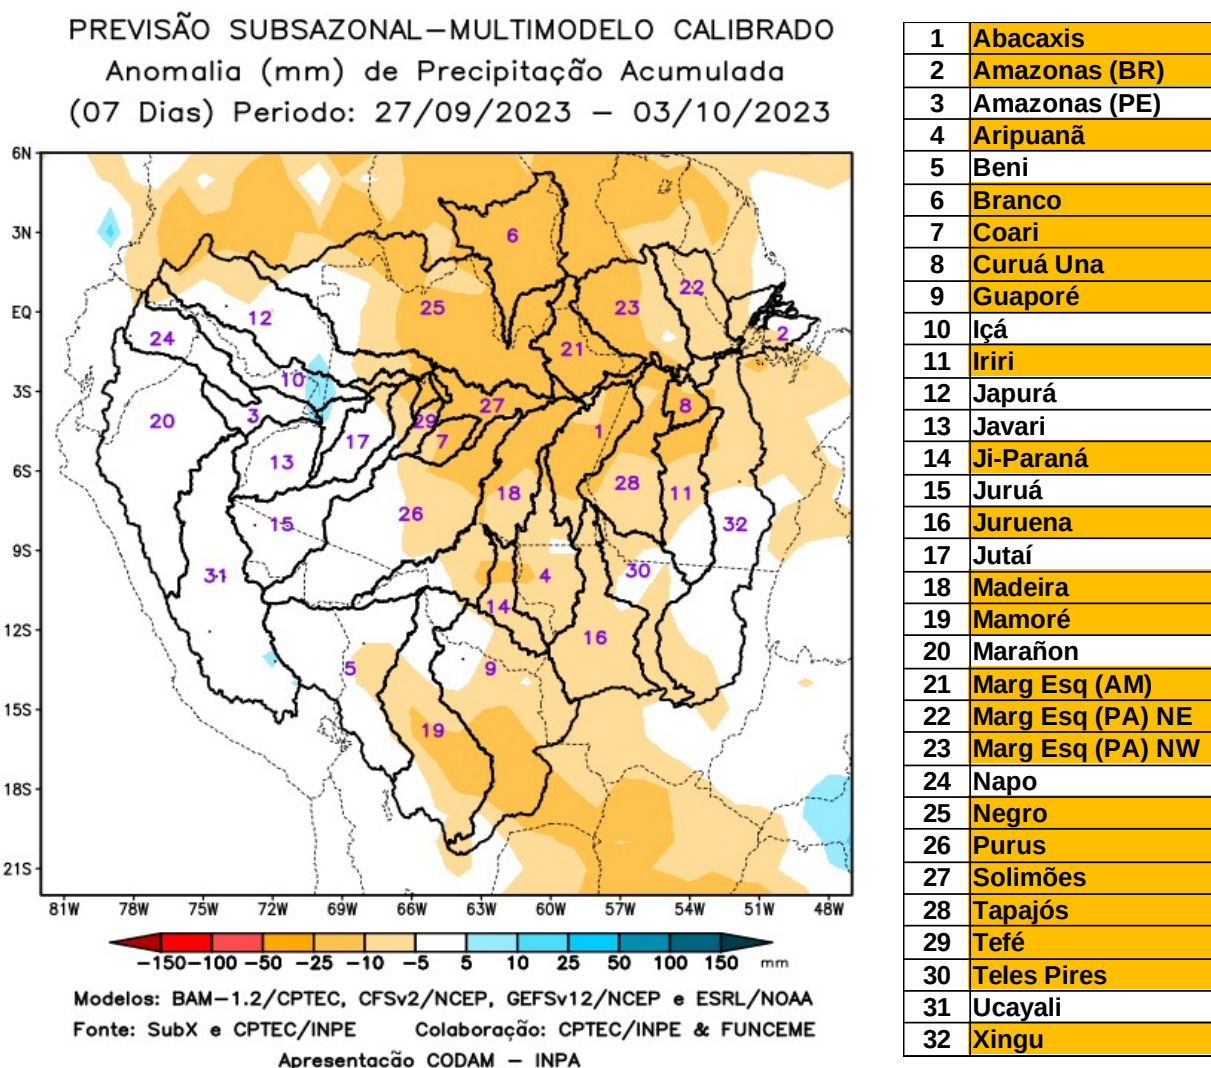 PREVISÃO SUBSAZONAL−MULTIMODELO CALIBRADO
Anomalia (mm) de Precipitação Acumulada
(07 Dias) Periodo: 27/09/2023 − 03/10/2023
6N
3N
EQ
3S
6S
9S
12S
15S
18S
21S
81W 78W 75W 72W 69W 66W 63W 60W 57W 54W 51W 48W
6
22
25
23
12
2
24
21
10
27
8
3
29
20
1
17
7
13
28
18
11
26
15
32
31
4
30
14
16
5
9
19
−150 −100 −50 −25 −10 −5 5 10 25 50 100 150 mm
Modelos: BAM−1.2/CPTEC, CFSv2/NCEP, GEFSv12/NCEP e ESRL/NOAA
Fonte: SubX e CPTEC/INPE Colaboração: CPTEC/INPE & FUNCEME
Apresentação CODAM − INPA
1 Abacaxis
2 Amazonas (BR)
3 Amazonas (PE)
4 Aripuanã
5 Beni
6 Branco
7 Coari
8 Curuá Una
9 Guaporé
10 Içá
11 Iriri
12 Japurá
13 Javari
14 Ji-Paraná
15 Juruá
16 Juruena
17 Jutaí
18 Madeira
19 Mamoré
20 Marañon
21 Marg Esq (AM)
22 Marg Esq (PA) NE
23 Marg Esq (PA) NW
24 Napo
25 Negro
26 Purus
27 Solimões
28 Tapajós
29 Tefé
30 Teles Pires
31 Ucayali
32 Xingu